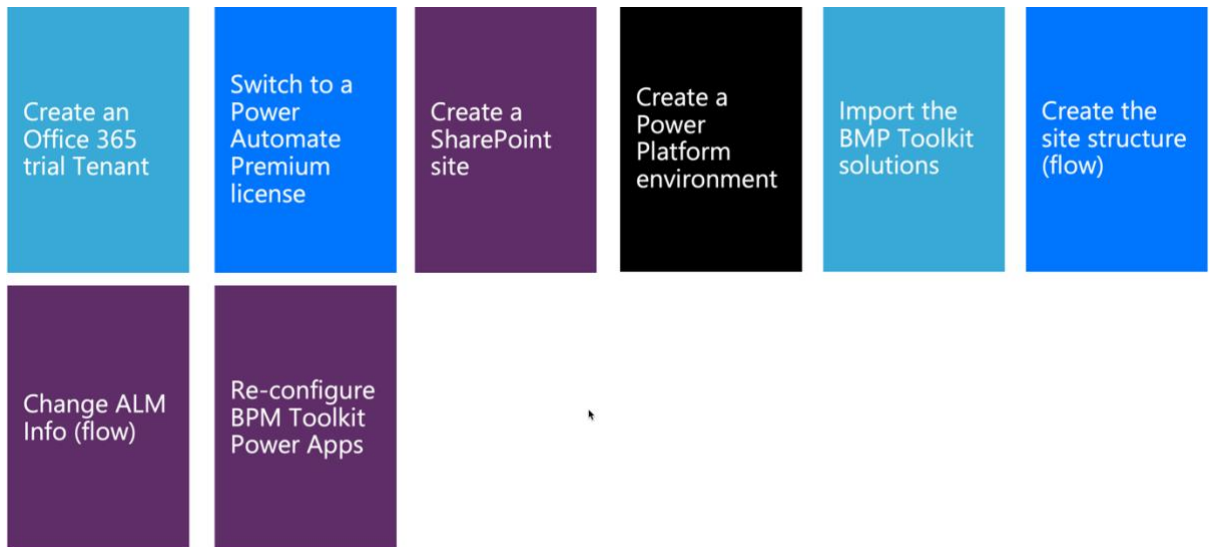 Create an
Office 365
trial Tenant
Switch to a
Power
Automate
Premium
license
Create a
SharePoint
site
Create a
Power
Platform
environment
Import the
BMP Toolkit
solutions
Create the
site structure
(flow)
Change ALM
Info (flow)
Re-configure
BPM Toolkit
Power Apps